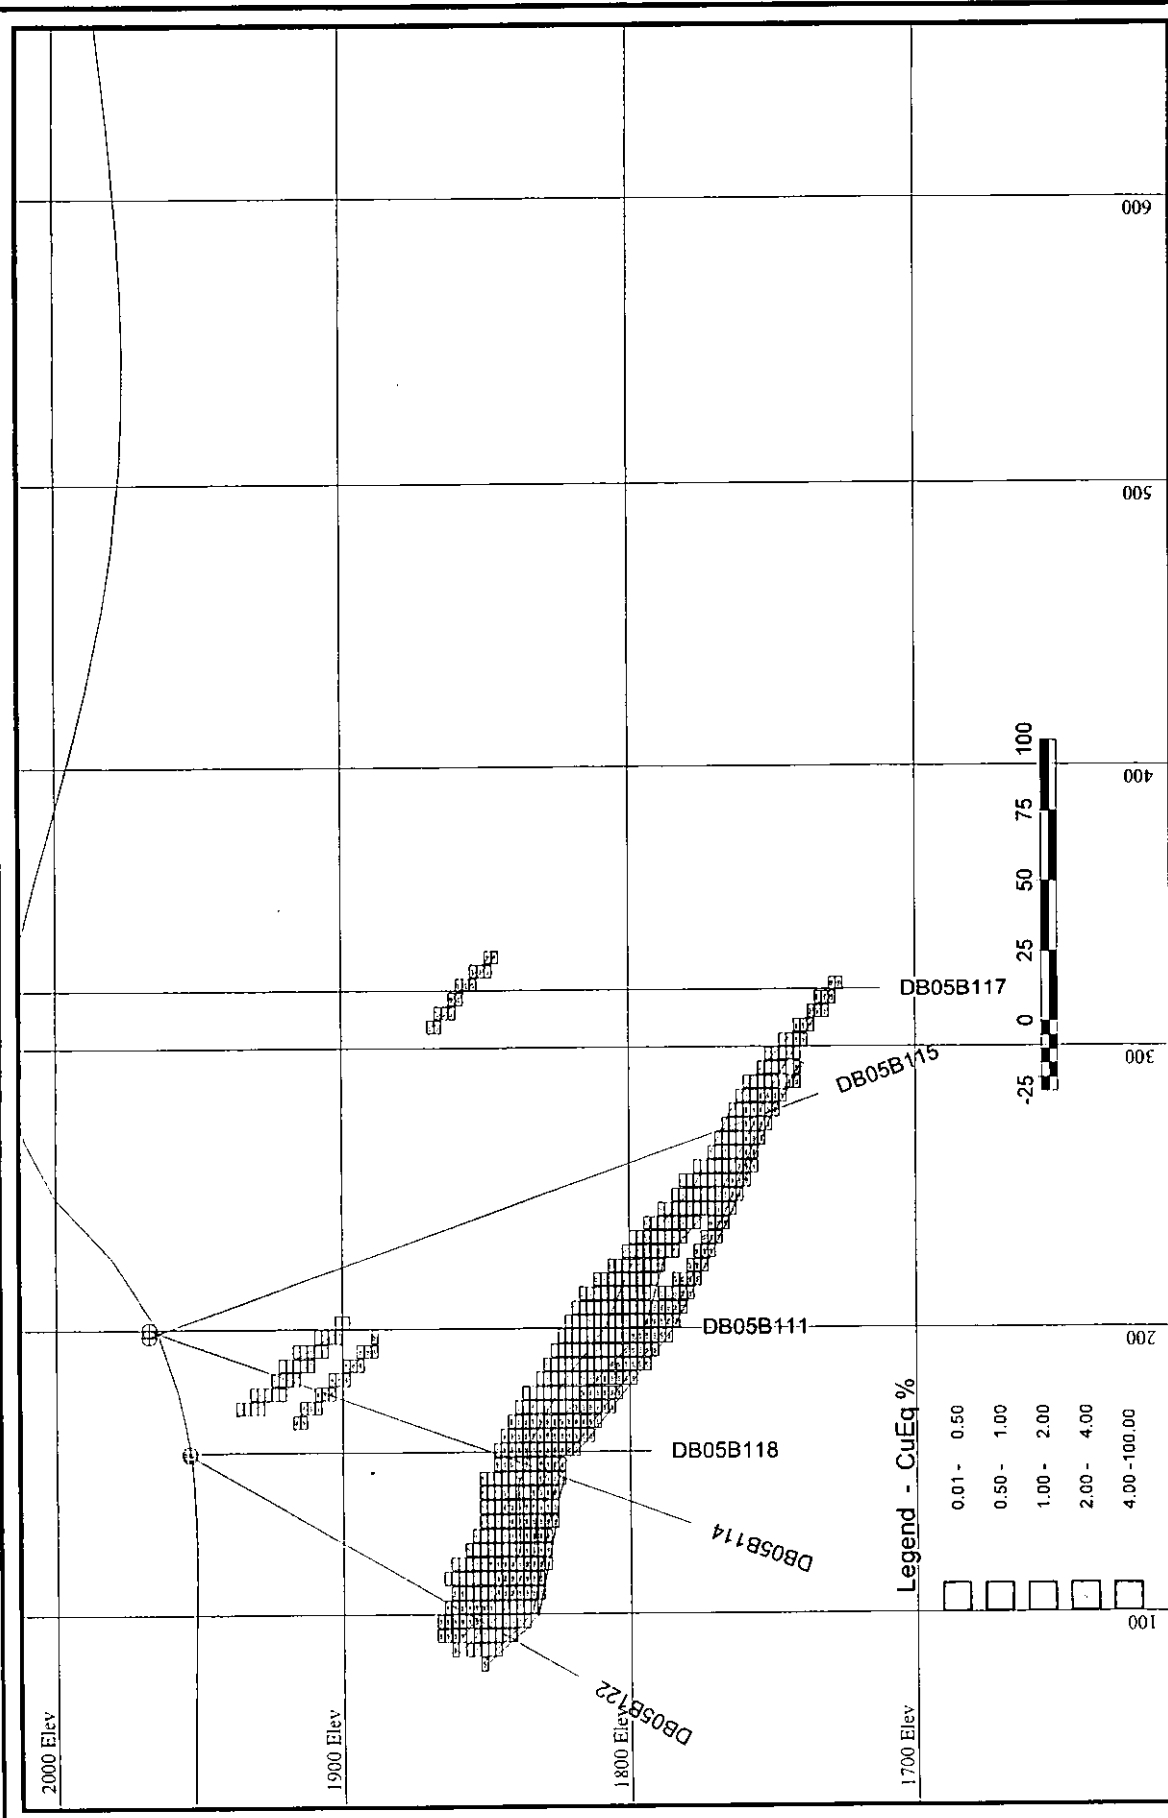 2000 Elev
1900 Elev
1800 Elev
1700 Elev
100
200
300
400
500
600
DB05B122
DB05B114
DB05B118
DB05B111
DB05B115
DB05B117
-25 0 25 50 75 100
Legend - CuEq %
0.01 - 0.50
0.50 - 1.00
1.00 - 2.00
2.00 - 4.00
4.00 -100.00